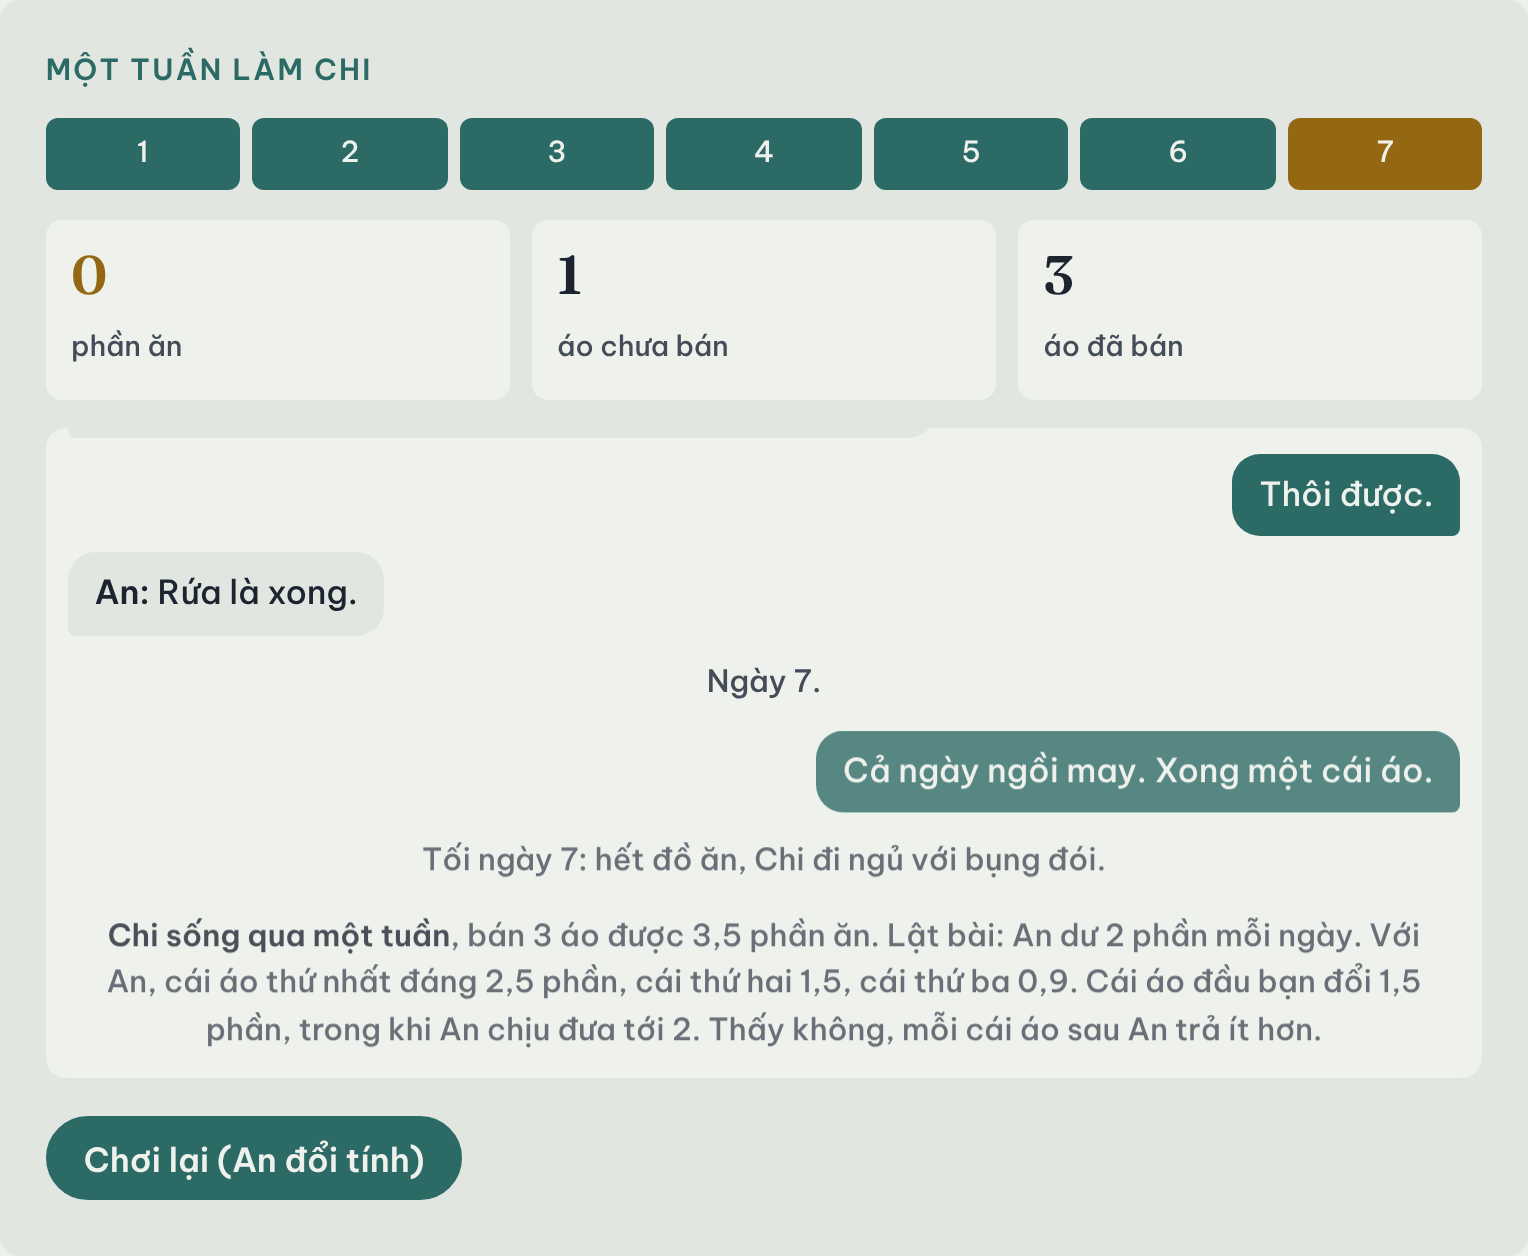 MỘT TUẦN LÀM CHI
1
2
3
4
5
6
7
0
phần ăn
1
áo chưa bán
3
áo đã bán
Thôi được.
An: Rứa là xong.
Ngày 7.
Cả ngày ngồi may. Xong một cái áo.
Tối ngày 7: hết đồ ăn, Chi đi ngủ với bụng đói.
Chi sống qua một tuần, bán 3 áo được 3,5 phần ăn. Lật bài: An dư 2 phần mỗi ngày. Với
An, cái áo thứ nhất đáng 2,5 phần, cái thứ hai 1,5, cái thứ ba 0,9. Cái áo đầu bạn đổi 1,5
phần, trong khi An chịu đưa tới 2. Thấy không, mỗi cái áo sau An trả ít hơn.
Chơi lại (An đổi tính)